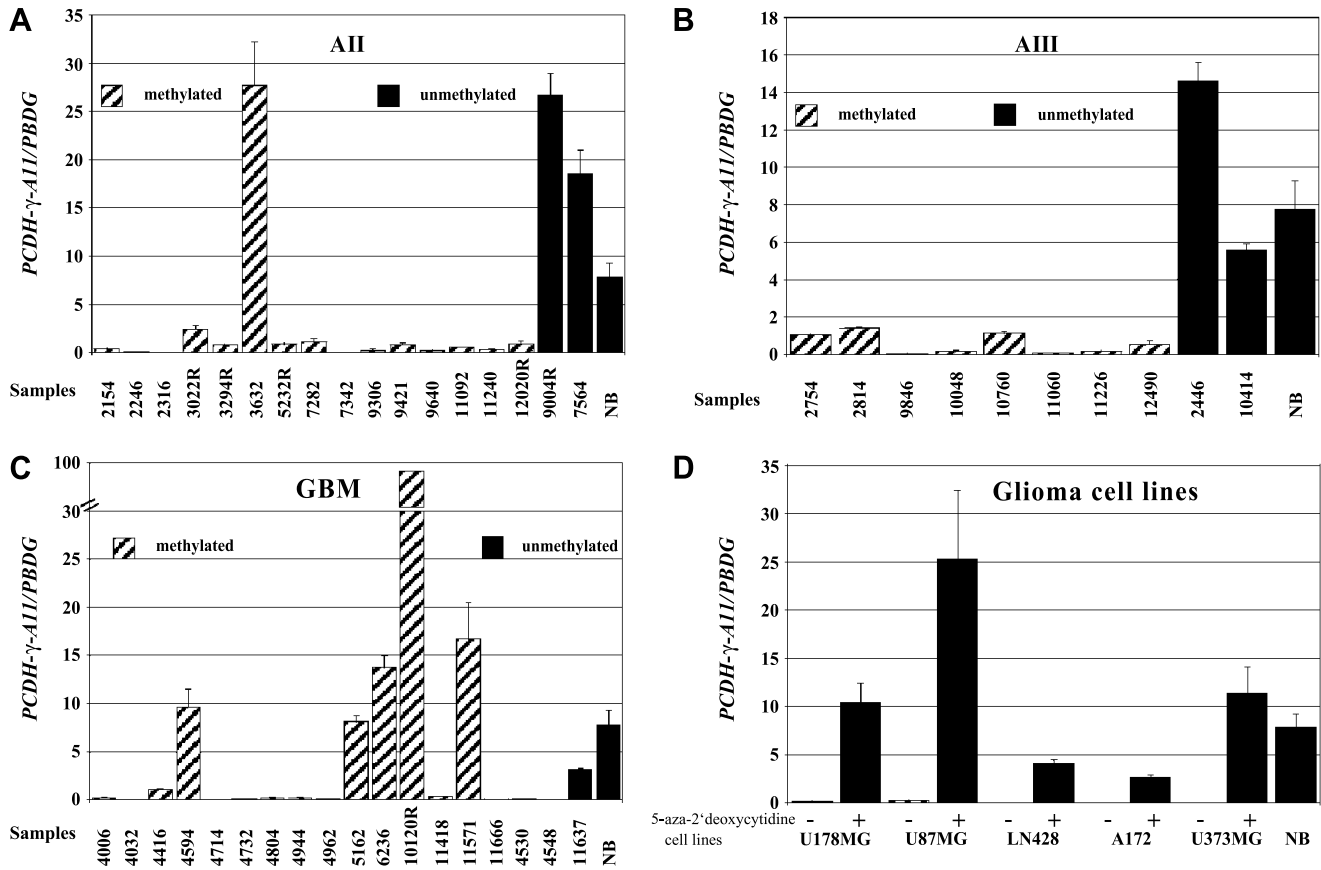 A
AII
PCDH-γ-A11/PBDG
35
30
25
20
15
10
5
0
methylated
unmethylated
Samples
2154
2246
2316
3022R
3294R
3632
5232R
7282
7342
9306
9421
9640
11092
11240
12020R
9004R
7564
NB
B
AIII
PCDH-γ-A11/PBDG
18
16
14
12
10
8
6
4
2
0
methylated
unmethylated
Samples
2754
2814
9846
10048
10760
11060
11126
12490
2446
10414
NB
C
GBM
PCDH-γ-A11/PBDG
100
30
25
20
15
10
5
0
methylated
unmethylated
Samples
4006
4032
4416
4594
4714
4732
4804
4944
4962
5162
6236
10120R
11418
11571
11666
4530
4548
11637
NB
D
Glioma cell lines
PCDH-γ-A11/PBDG
35
30
25
20
15
10
5
0
5-aza-2‘deoxycytidine - + - + - + - + - +
cell lines U178MG U87MG LN428 A172 U373MG NB